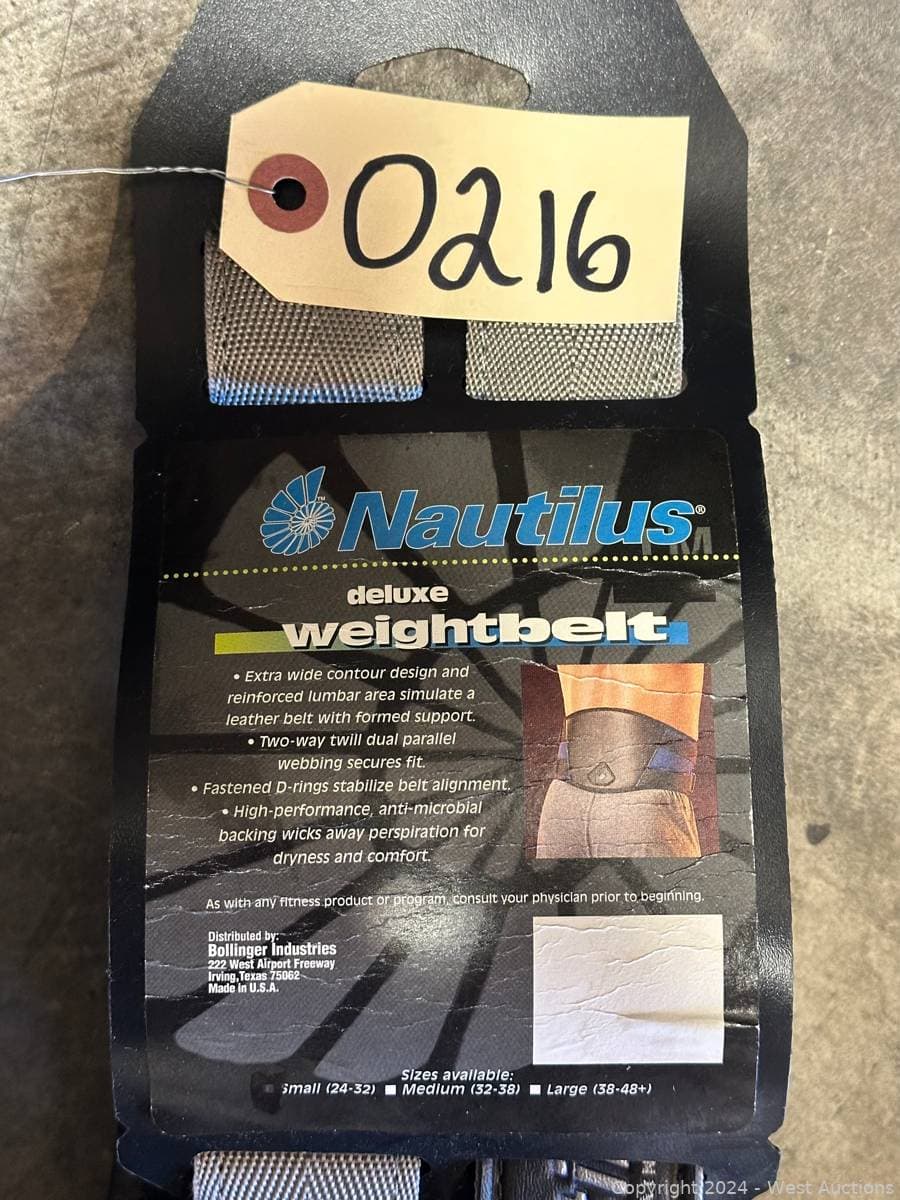 0216
Nautilus®
deluxe
weightbelt
• Extra wide contour design and
reinforced lumbar area simulate a
leather belt with formed support.
• Two-way twill dual parallel
webbing secures fit.
• Fastened D-rings stabilize belt alignment.
• High-performance, anti-microbial
backing wicks away perspiration for
dryness and comfort.
As with any fitness product or program, consult your physician prior to beginning.
Distributed by:
Bollinger Industries
222 West Airport Freeway
Irving, Texas 75062
Made in U.S.A.
Sizes available:
Small (24-32) Medium (32-38) Large (38-48+)
Copyright 2024 - West Auctions